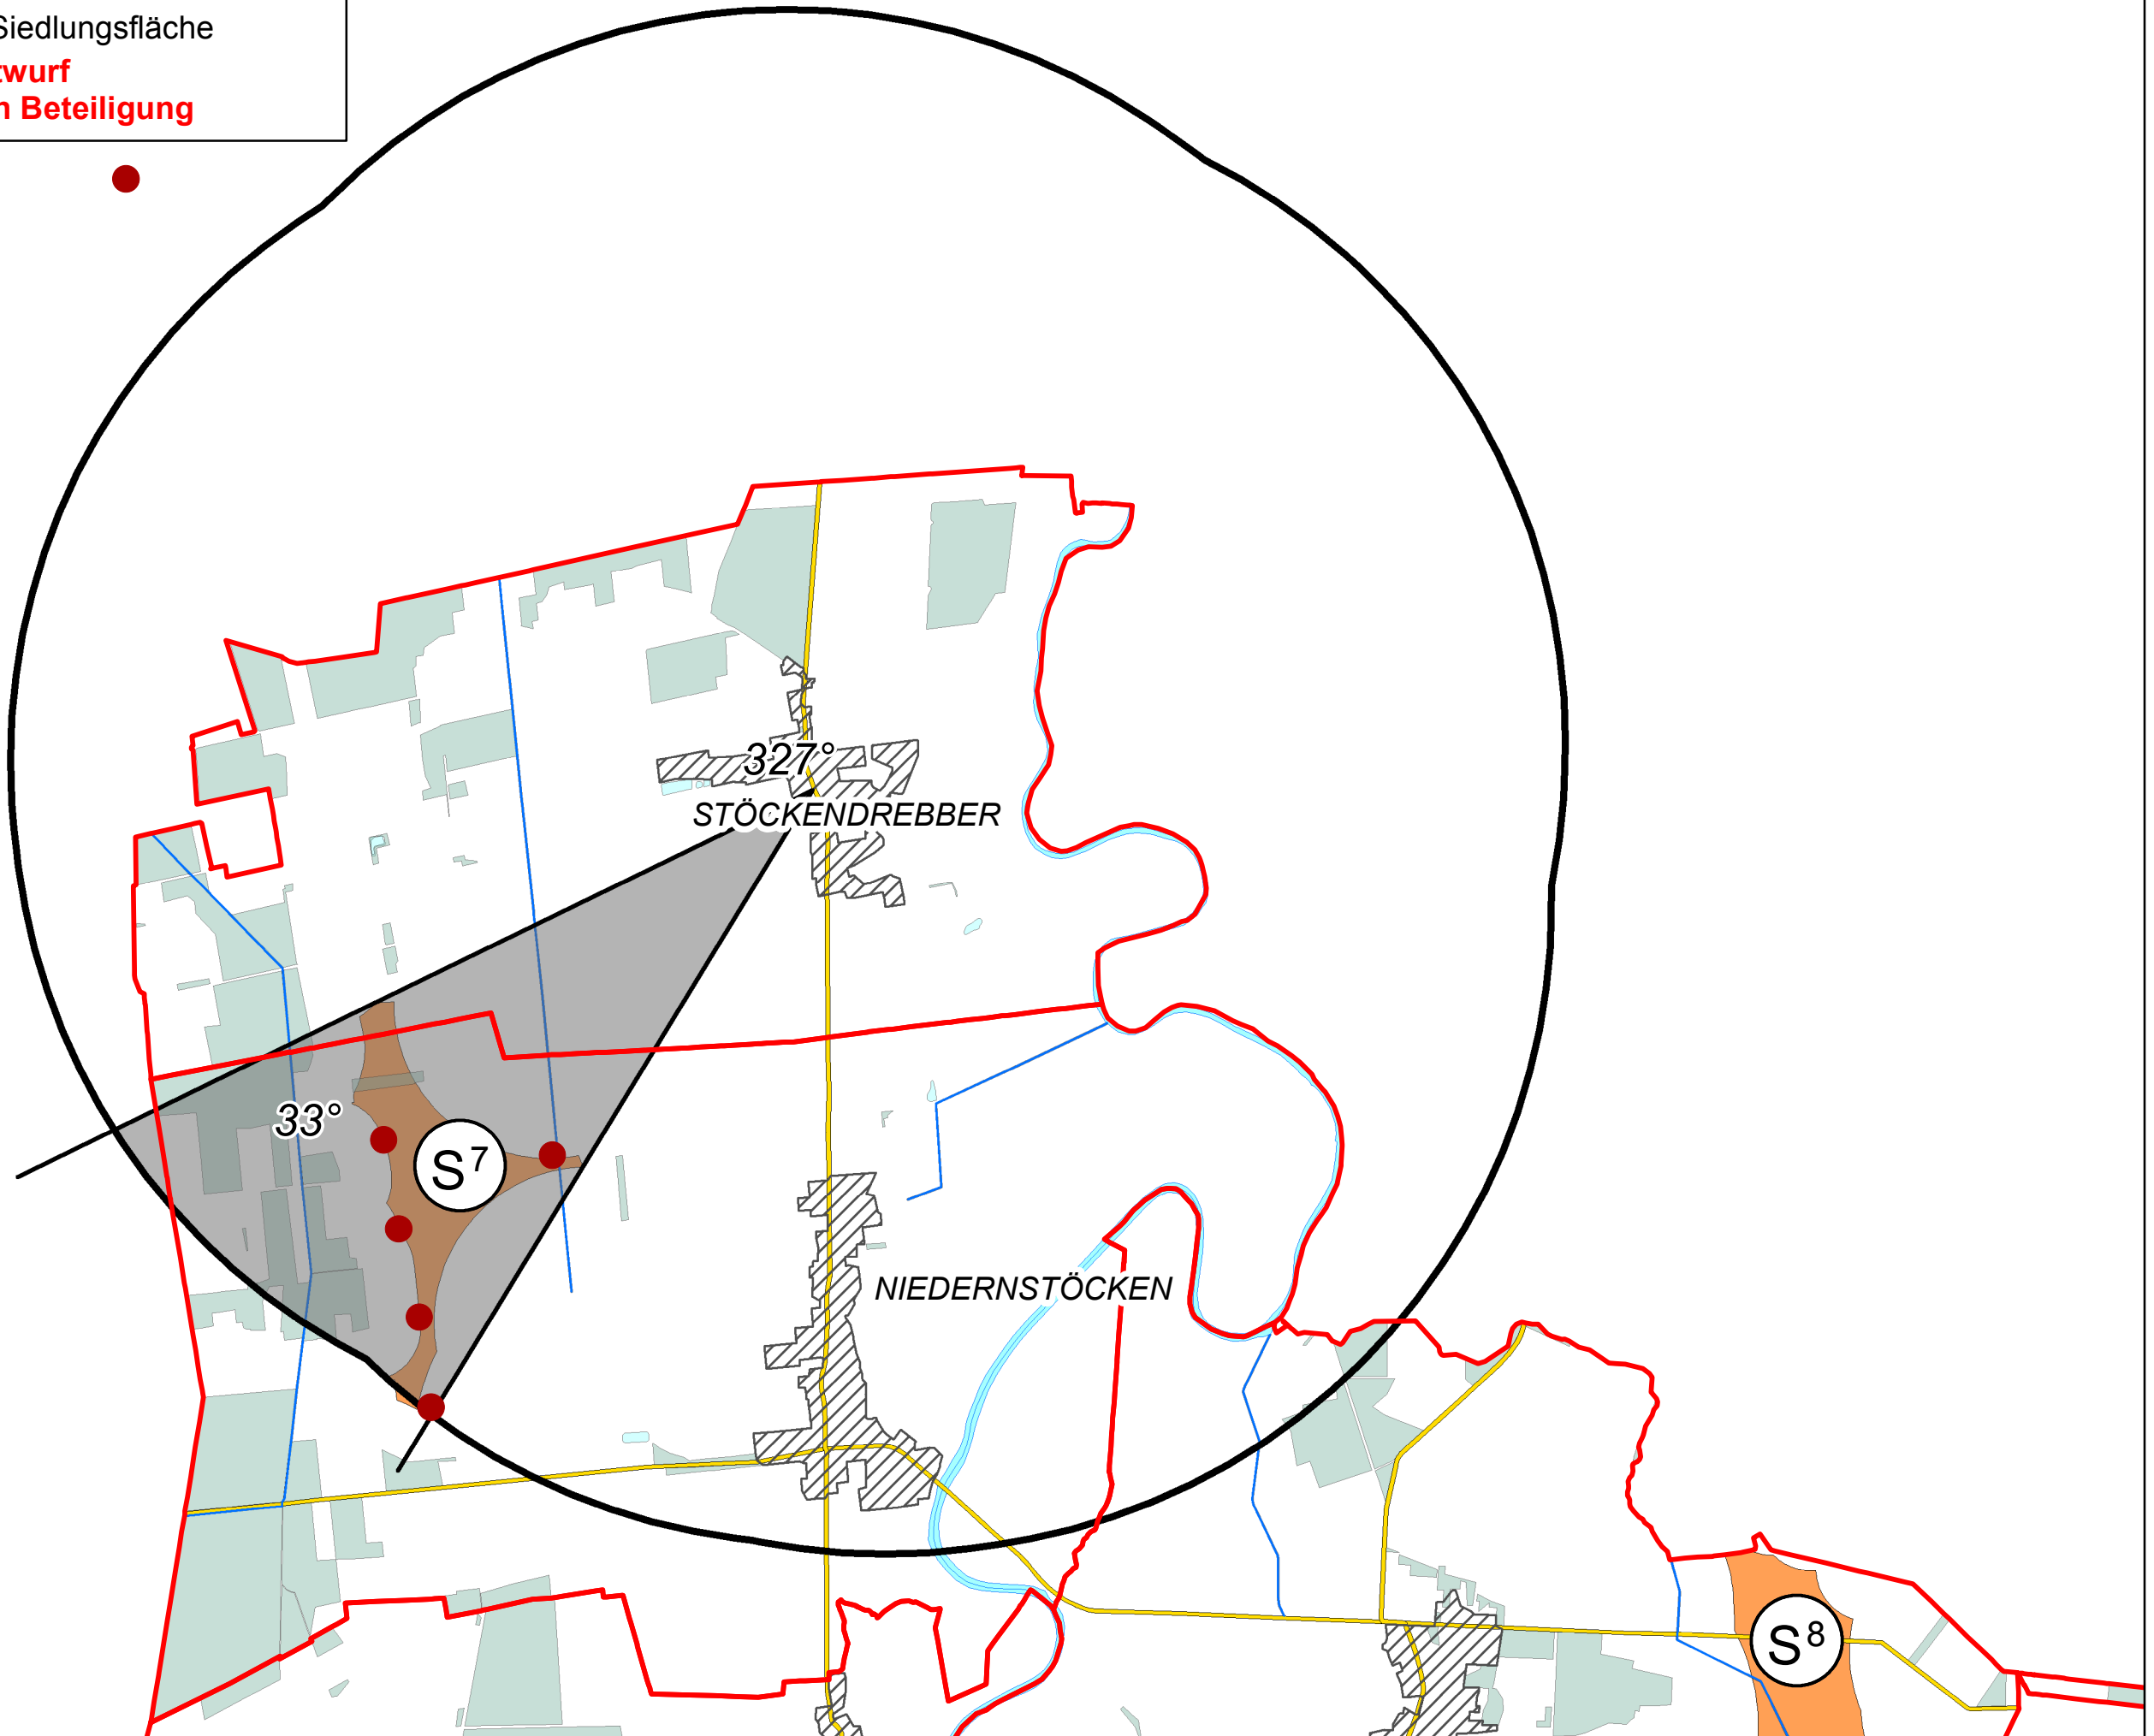 Siedlungsfläche
twurf
n Beteiligung
327°
STÖCKENDREBBER
33°
S7
NIEDERNSTÖCKEN
S8